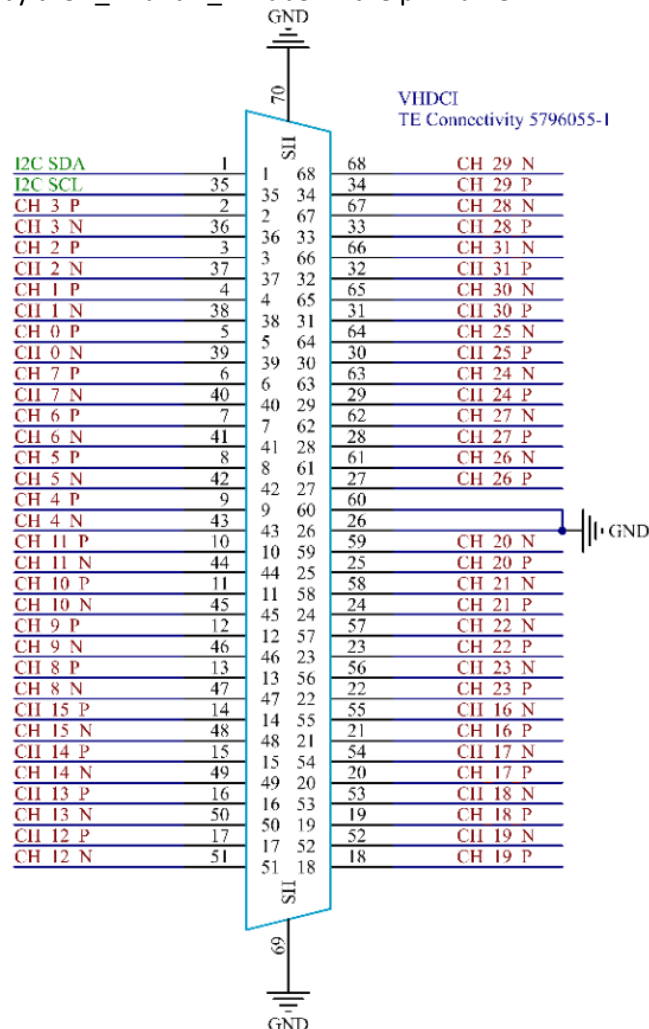 GND
70
VHDCI
TE Connectivity 5796055-1
SH
I2C SDA 1 1 68 68 CH 29 N
I2C SCL 35 35 34 34 CH 29 P
CH 3 P 2 2 67 67 CH 28 N
CH 3 N 36 36 33 33 CH 28 P
CH 2 P 3 3 66 66 CH 31 N
CH 2 N 37 37 32 32 CH 31 P
CH 1 P 4 4 65 65 CH 30 N
CH 1 N 38 38 31 31 CH 30 P
CH 0 P 5 5 64 64 CH 25 N
CH 0 N 39 39 30 30 CH 25 P
CH 7 P 6 6 63 63 CH 24 N
CH 7 N 40 40 29 29 CH 24 P
CH 6 P 7 7 62 62 CH 27 N
CH 6 N 41 41 28 28 CH 27 P
CH 5 P 8 8 61 61 CH 26 N
CH 5 N 42 42 27 27 CH 26 P
CH 4 P 9 9 60 60
CH 4 N 43 43 26 26 GND
CH 11 P 10 10 59 59 CH 20 N
CH 11 N 44 44 25 25 CH 20 P
CH 10 P 11 11 58 58 CH 21 N
CH 10 N 45 45 24 24 CH 21 P
CH 9 P 12 12 57 57 CH 22 N
CH 9 N 46 46 23 23 CH 22 P
CH 8 P 13 13 56 56 CH 23 N
CH 8 N 47 47 22 22 CH 23 P
CH 15 P 14 14 55 55 CH 16 N
CH 15 N 48 48 21 21 CH 16 P
CH 14 P 15 15 54 54 CH 17 N
CH 14 N 49 49 20 20 CH 17 P
CH 13 P 16 16 53 53 CH 18 N
CH 13 N 50 50 19 19 CH 18 P
CH 12 P 17 17 52 52 CH 19 N
CH 12 N 51 51 18 18 CH 19 P
SH
69
GND